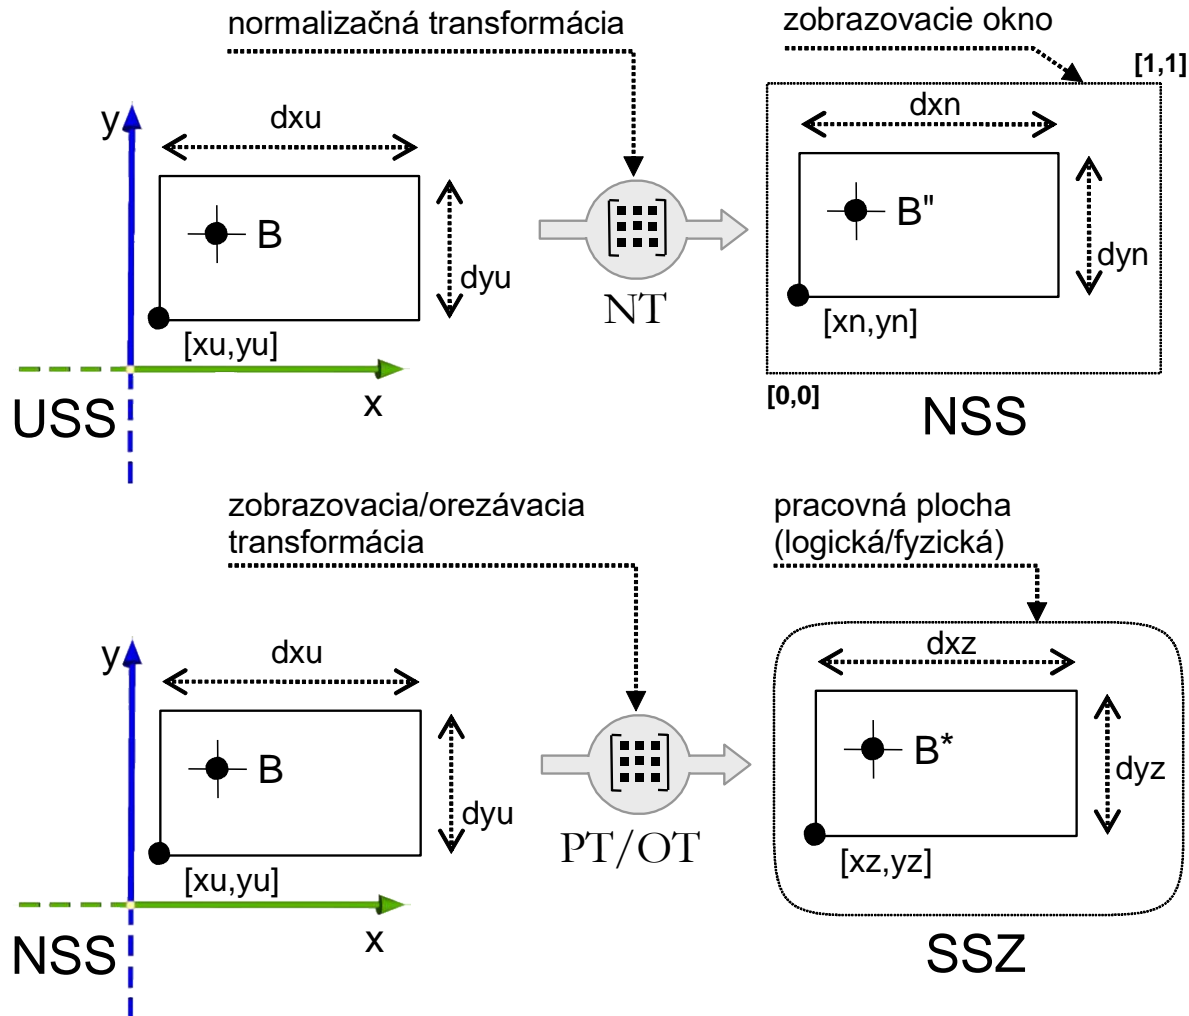 normalizačná transformácia
zobrazovacie okno
[1,1]
y
dxu
dxn
B
B"
dyu
dyn
NT
[xu,yu]
[xn,yn]
x
[0,0]
USS
NSS
zobrazovacia/orezávacia
transformácia
pracovná plocha
(logická/fyzická)
y
dxu
dxz
B
B*
dyu
dyz
PT/OT
[xu,yu]
[xz,yz]
x
NSS
SSZ